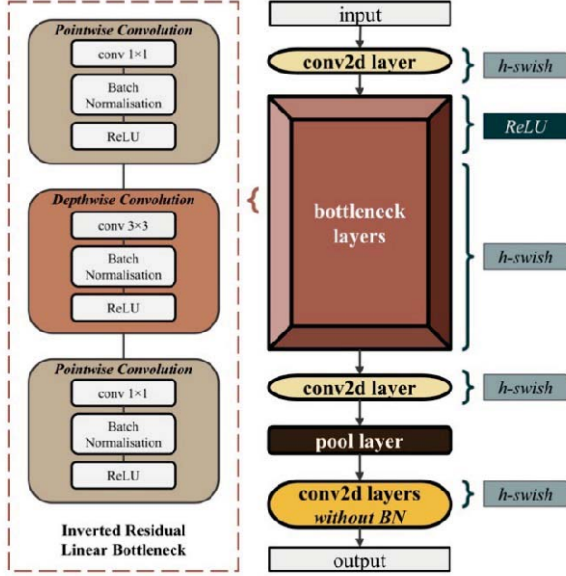 Pointwise Convolution
conv 1×1
Batch
Normalisation
ReLU
Depthwise Convolution
conv 3×3
Batch
Normalisation
ReLU
Pointwise Convolution
conv 1×1
Batch
Normalisation
ReLU
Inverted Residual
Linear Bottleneck
input
conv2d layer
h-swish
ReLU
bottleneck
layers
h-swish
conv2d layer
h-swish
pool layer
conv2d layers
without BN
h-swish
output